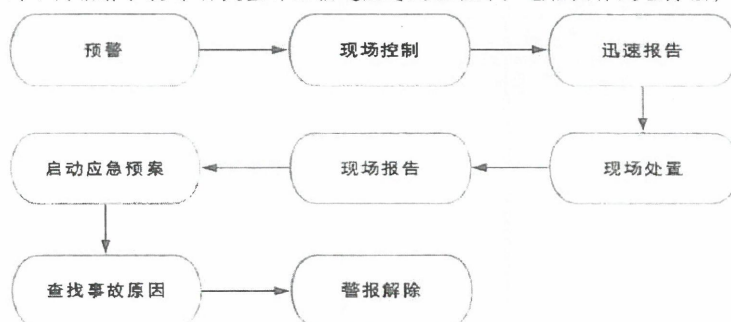 预警
现场控制
迅速报告
启动应急预案
现场报告
现场处置
查找事故原因
警报解除